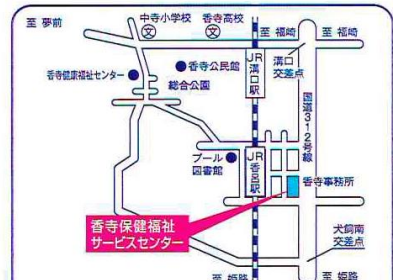 至 夢前
中寺小学校
香寺高校
文
文
至 福崎
至 福崎
JR溝口駅
溝口
交差点
香寺公民館
香寺健康福祉センター
総合公園
国道312号線
プール
図書館
JR香呂駅
香寺事務所
香寺保健福祉
サービスセンター
犬飼南
交差点
至 姫路
至 姫路